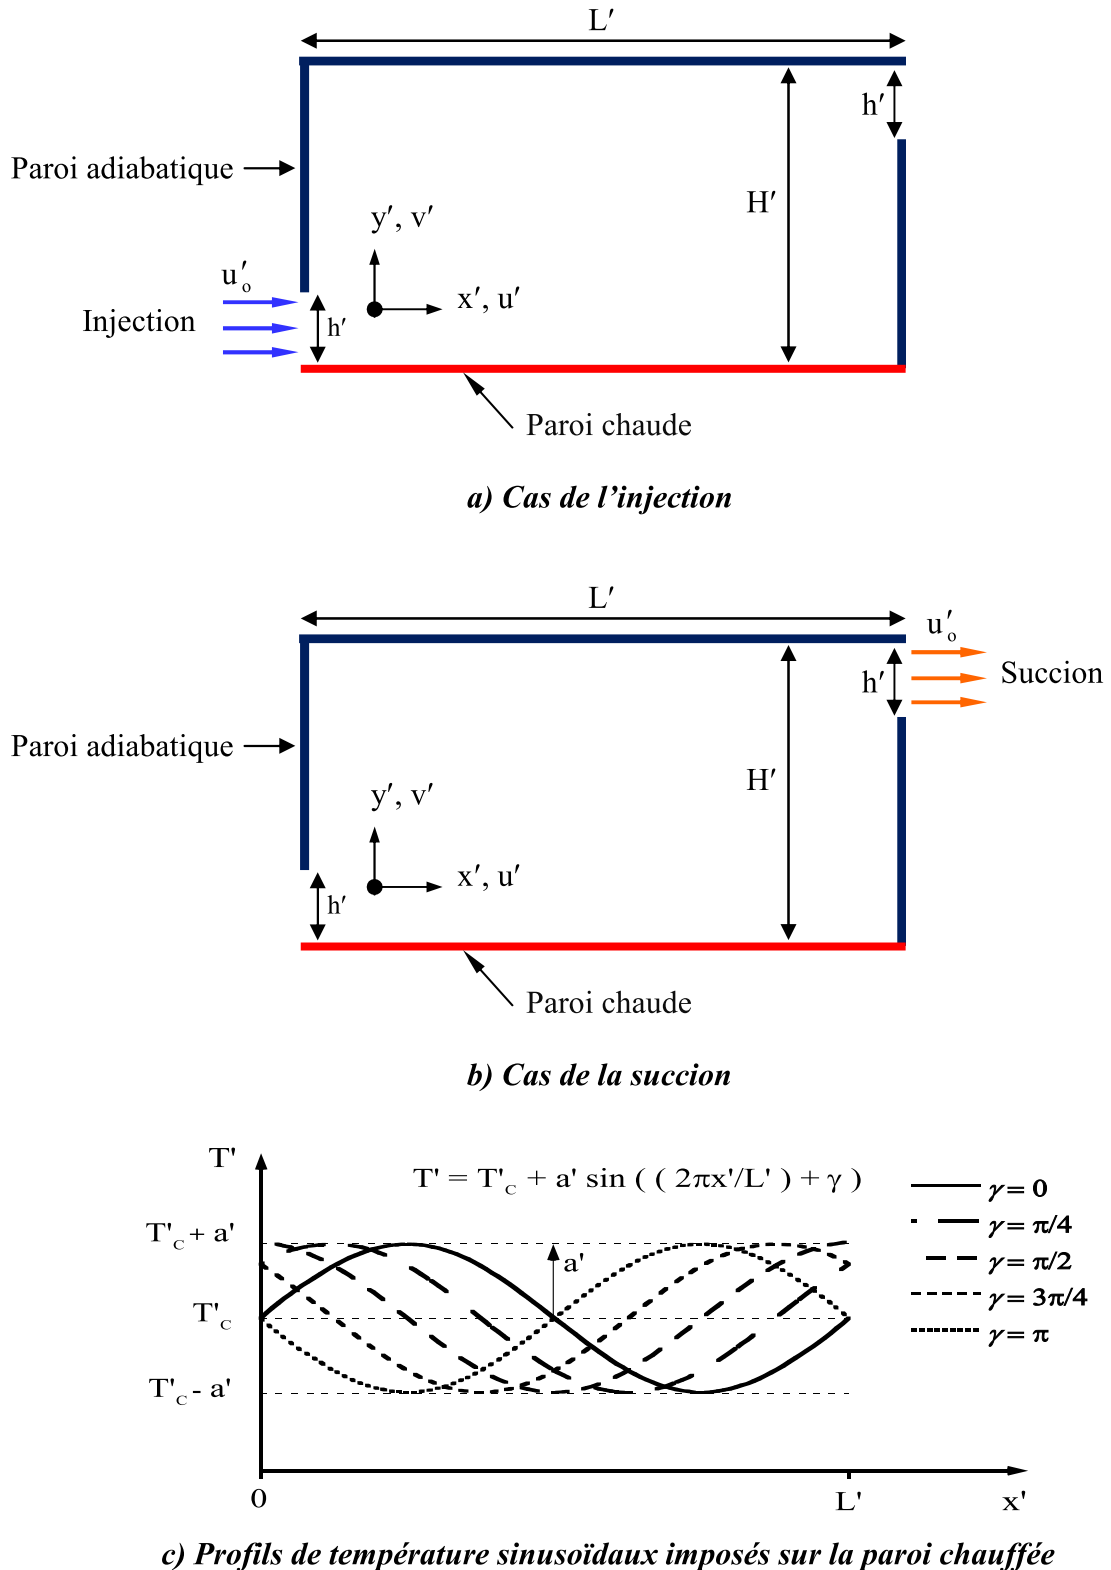 L′
h′
Paroi adiabatique
H′
y′, v′
u′o
x′, u′
Injection
h′
Paroi chaude
a) Cas de l’injection
L′
u′o
h′
Succion
Paroi adiabatique
H′
y′, v′
x′, u′
h′
Paroi chaude
b) Cas de la succion
T'
T' = T'C + a' sin ( ( 2πx'/L' ) + γ )
γ = 0
T'C + a'
γ = π/4
a'
γ = π/2
T'C
γ = 3π/4
γ = π
T'C - a'
0
L'
x'
c) Profils de température sinusoïdaux imposés sur la paroi chauffée